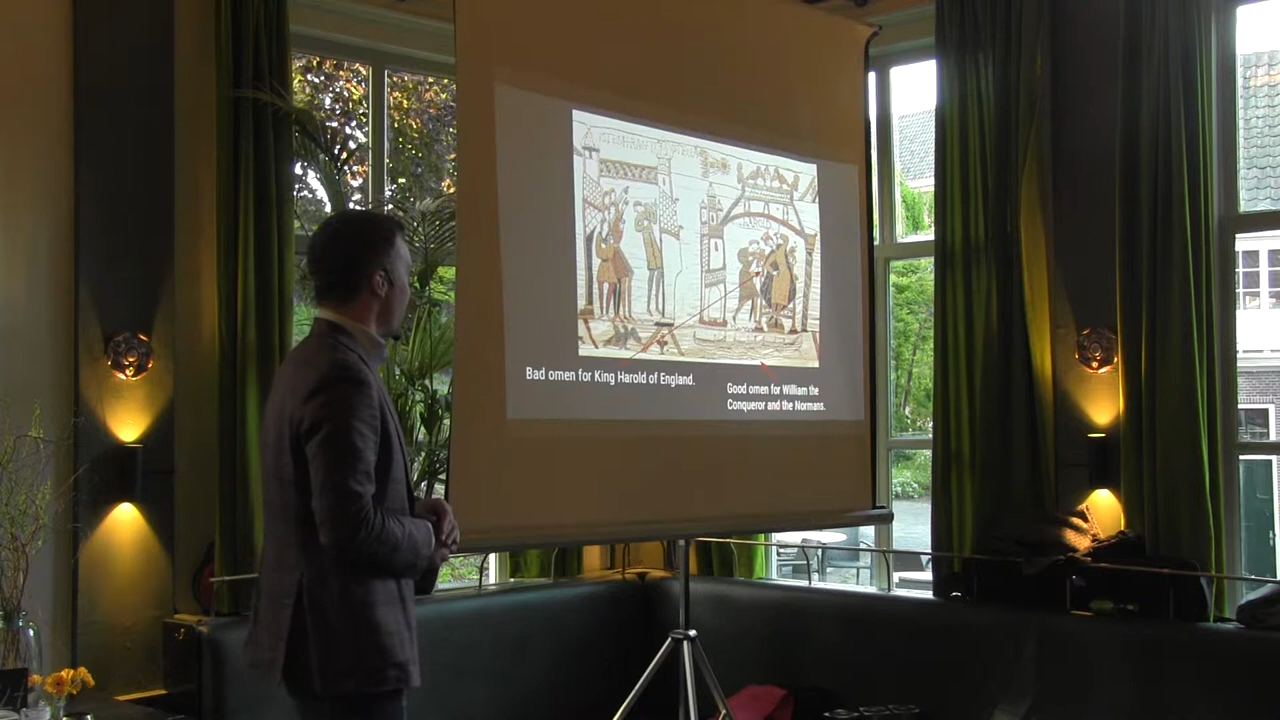 Bad omen for King Harold of England.
Good omen for William the
Conqueror and the Normans.